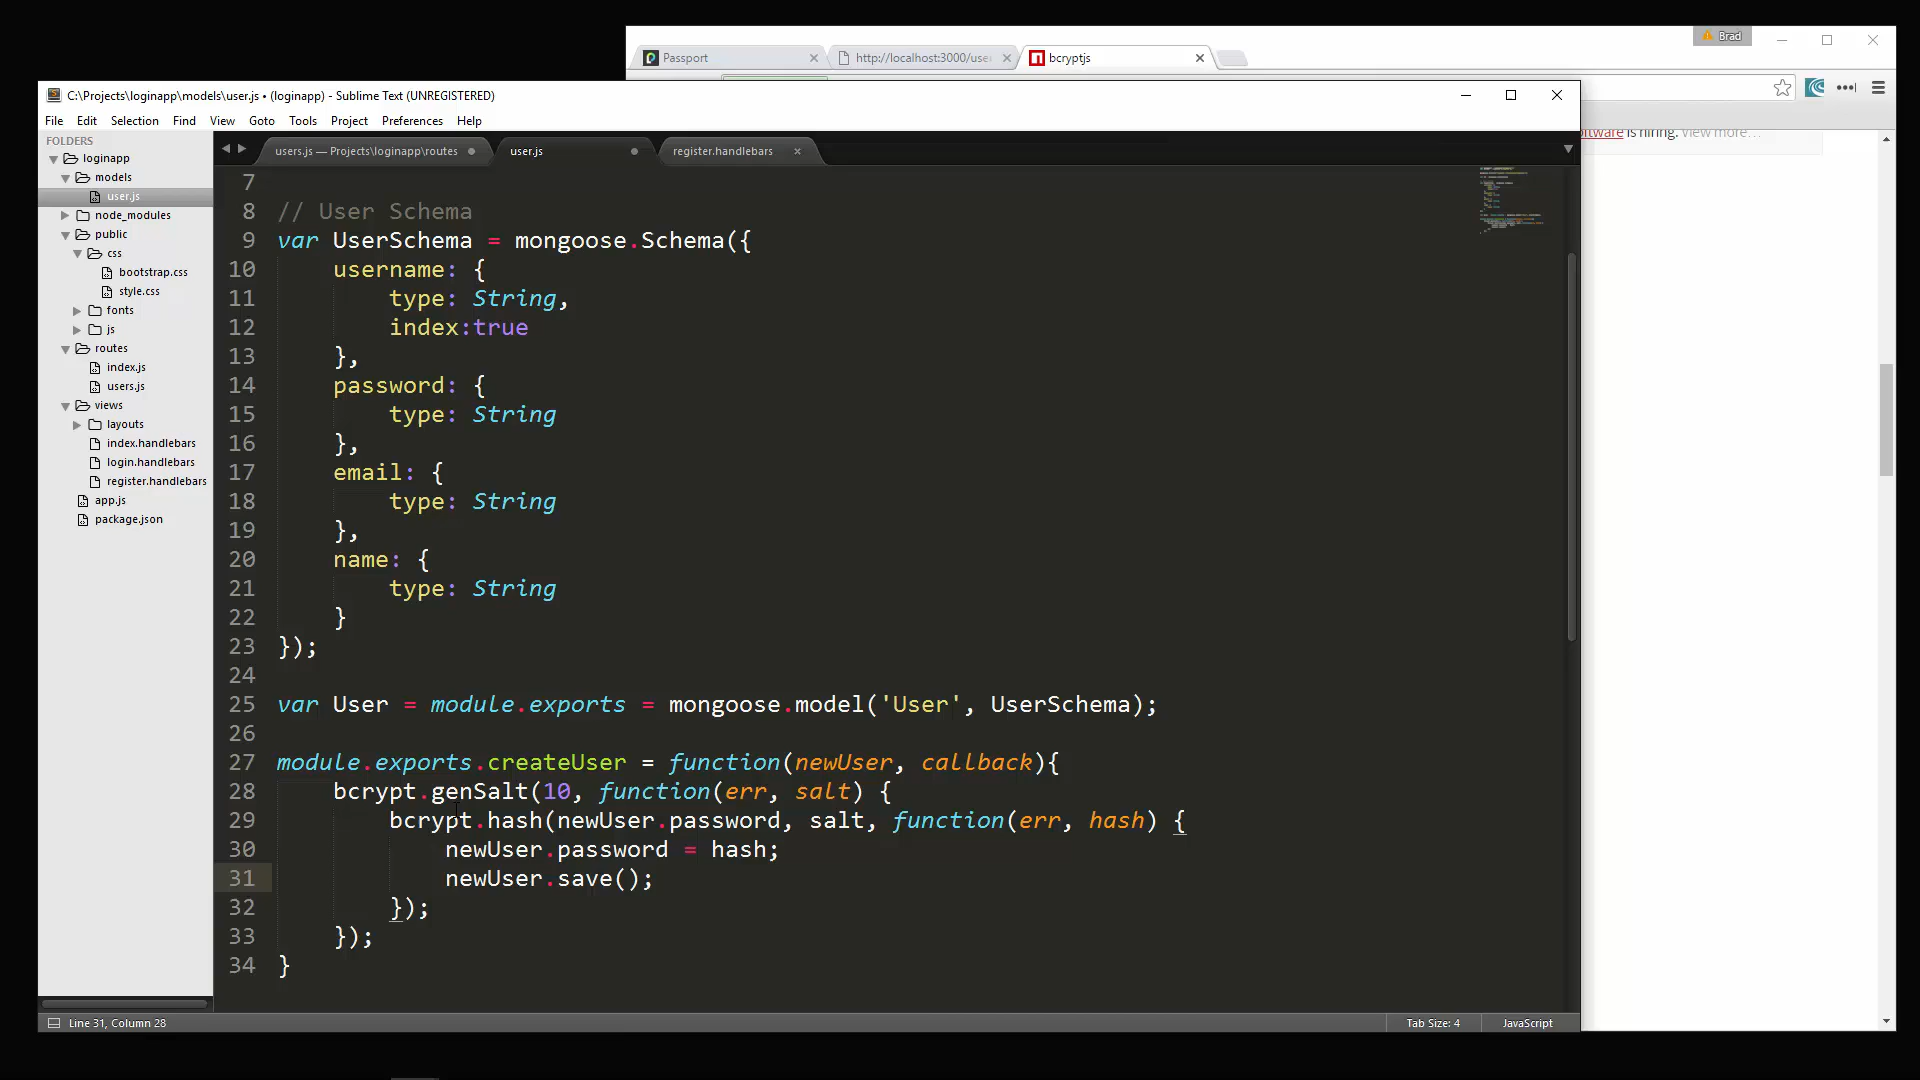 Brad
Passport
http://localhost:3000/use
bcryptjs
C:\Projects\loginapp\models\user.js • (loginapp) - Sublime Text (UNREGISTERED)
File Edit Selection Find View Goto Tools Project Preferences Help
is hiring. View more...
FOLDERS
loginapp
models
user.js
node_modules
public
css
bootstrap.css
style.css
fonts
js
routes
index.js
users.js
views
layouts
index.handlebars
login.handlebars
register.handlebars
app.js
package.json
users.js — Projects\loginapp\routes
user.js
register.handlebars
7
8 // User Schema
9 var UserSchema = mongoose.Schema({
10 username: {
11 type: String,
12 index:true
13 },
14 password: {
15 type: String
16 },
17 email: {
18 type: String
19 },
20 name: {
21 type: String
22 }
23 });
24
25 var User = module.exports = mongoose.model('User', UserSchema);
26
27 module.exports.createUser = function(newUser, callback){
28 bcrypt.genSalt(10, function(err, salt) {
29 bcrypt.hash(newUser.password, salt, function(err, hash) {
30 newUser.password = hash;
31 newUser.save();
32 });
33 });
34 }
Line 31, Column 28
Tab Size: 4
JavaScript